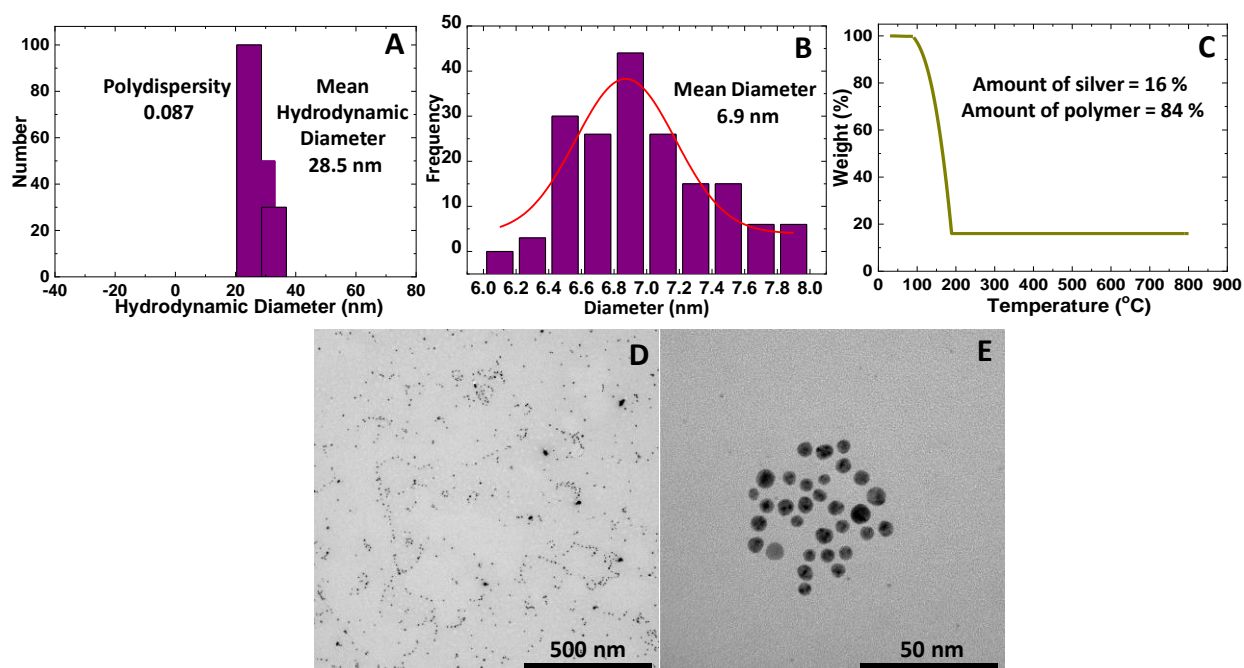 A
Polydispersity
0.087
Mean
Hydrodynamic
Diameter
28.5 nm
Number
100
80
60
40
20
0
-40 -20 0 20 40 60 80
Hydrodynamic Diameter (nm)
B
Mean Diameter
6.9 nm
Frequency
50
40
30
20
10
0
6.0 6.2 6.4 6.6 6.8 7.0 7.2 7.4 7.6 7.8 8.0
Diameter (nm)
C
Amount of silver = 16 %
Amount of polymer = 84 %
Weight (%)
100
80
60
40
20
0
0 100 200 300 400 500 600 700 800 900
Temperature (°C)
D
500 nm
E
50 nm